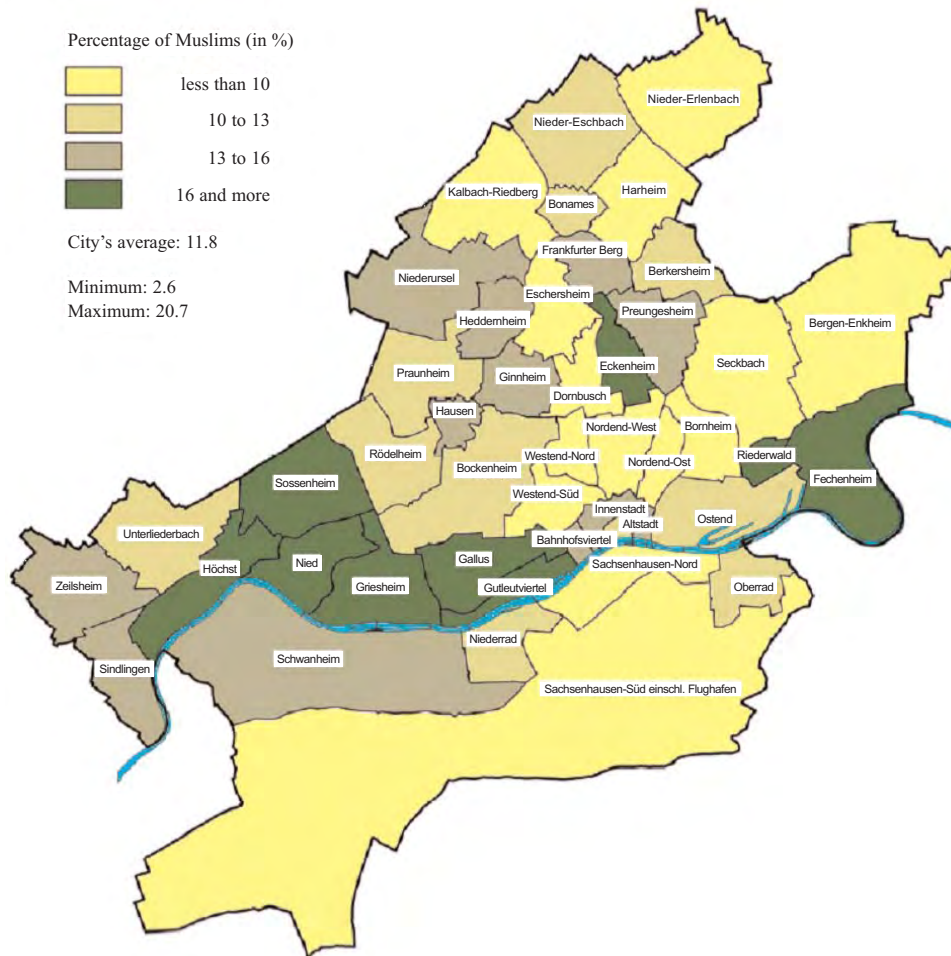 Percentage of Muslims (in %)
less than 10
10 to 13
13 to 16
16 and more
City's average: 11.8
Minimum: 2.6
Maximum: 20.7
Nieder-Erlenbach
Nieder-Eschbach
Kalbach-Riedberg
Harheim
Bonames
Frankfurter Berg
Niederursel
Berkersheim
Eschersheim
Preungesheim
Heddernheim
Bergen-Enkheim
Seckbach
Eckenheim
Praunheim
Ginnheim
Dornbusch
Hausen
Nordend-West
Bornheim
Rödelheim
Westend-Nord
Riederwald
Bockenheim
Nordend-Ost
Fechenheim
Sossenheim
Westend-Süd
Innenstadt
Altstadt
Ostend
Unterliederbach
Bahnhofsviertel
Nied
Gallus
Sachsenhausen-Nord
Höchst
Zeilsheim
Griesheim
Gutleutviertel
Oberrad
Niederrad
Schwanheim
Sindlingen
Sachsenhausen-Süd einschl. Flughafen